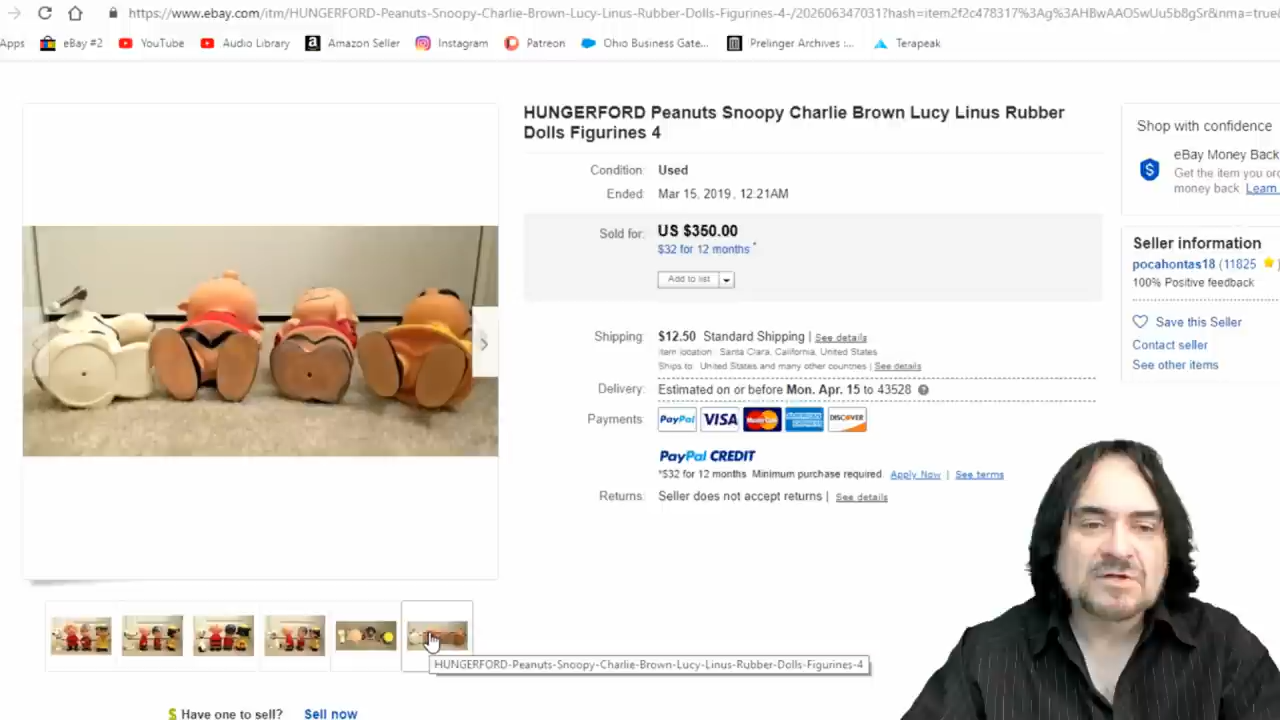 https://www.ebay.com/itm/HUNGERFORD-Peanuts-Snoopy-Charlie-Brown-Lucy-Linus-Rubber-Dolls-Figurines-4-/202606347031?hash=item2f2c478317%3Ag%3AHBwAAOSwUu5b8gSr&nma=true
Apps eBay #2 YouTube Audio Library Amazon Seller Instagram Patreon Ohio Business Gate... Prelinger Archives :... Terapeak
HUNGERFORD Peanuts Snoopy Charlie Brown Lucy Linus Rubber
Dolls Figurines 4
Condition: Used
Ended: Mar 15, 2019 , 12:21AM
Sold for: US $350.00
$32 for 12 months *
Add to list
Shipping: $12.50 Standard Shipping | See details
Item location: Santa Clara, California, United States
Ships to: United States and many other countries | See details
Delivery: Estimated on or before Mon. Apr. 15 to 43528
Payments: PayPal VISA MasterCard AMERICAN EXPRESS DISCOVER
PayPal CREDIT
*$32 for 12 months. Minimum purchase required. Apply Now | See terms
Returns: Seller does not accept returns | See details
Shop with confidence
eBay Money Back
Get the item you
money back. Learn
Seller information
pocahontas18 (11825
100% Positive feedback
Save this Seller
Contact seller
See other items
HUNGERFORD-Peanuts-Snoopy-Charlie-Brown-Lucy-Linus-Rubber-Dolls-Figurines-4
$ Have one to sell? Sell now